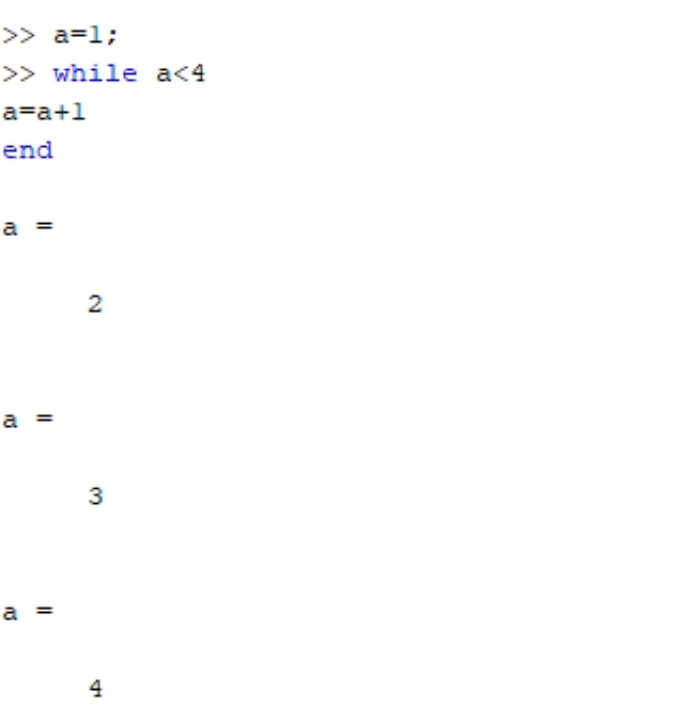 >> a=1;
>> while a<4
a=a+1
end
a =
2
a =
3
a =
4